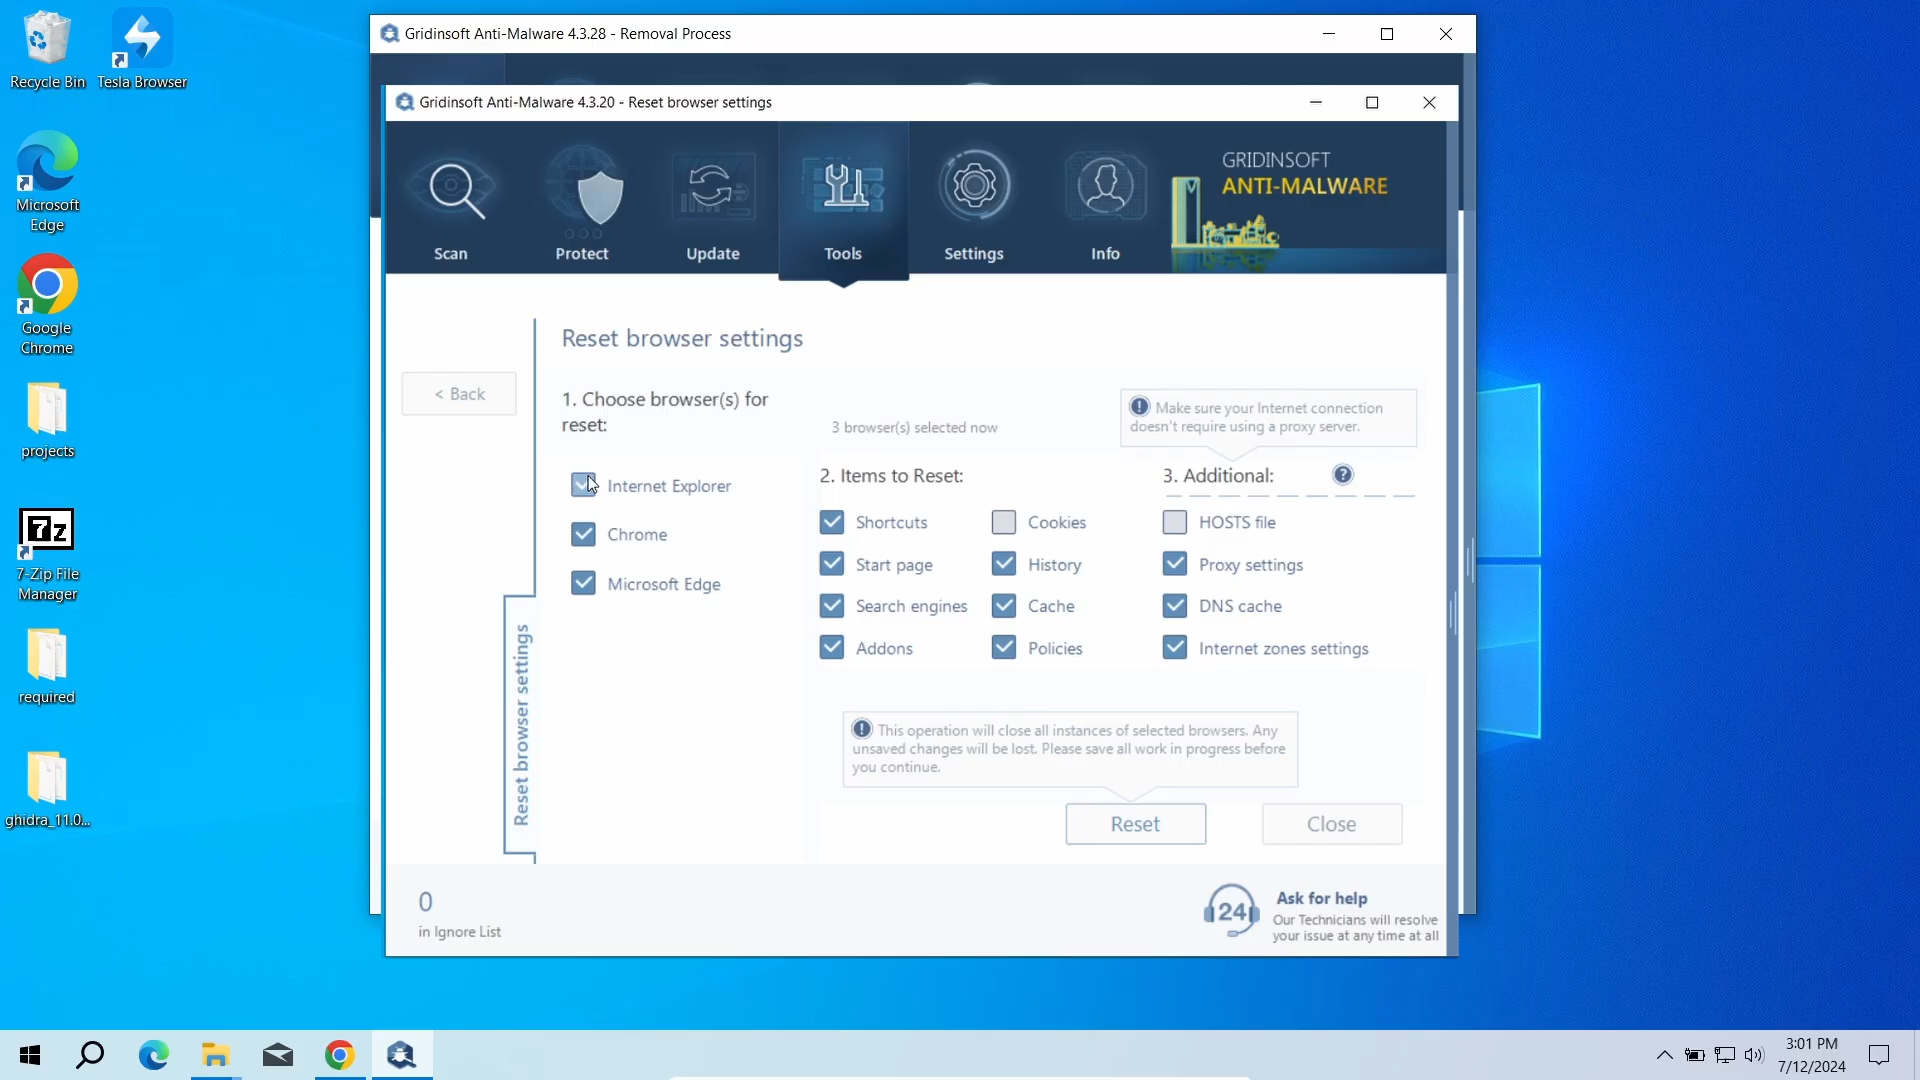 Recycle Bin
Tesla Browser
Microsoft
Edge
Google
Chrome
projects
7z
7-Zip File
Manager
required
ghidra_11.0...
Gridinsoft Anti-Malware 4.3.28 - Removal Process
Gridinsoft Anti-Malware 4.3.20 - Reset browser settings
Scan
Protect
Update
Tools
Settings
Info
GRIDINSOFT
ANTI-MALWARE
< Back
Reset browser settings
Reset browser settings
1. Choose browser(s) for
reset:
3 browser(s) selected now
Make sure your Internet connection
doesn't require using a proxy server.
Internet Explorer
Chrome
Microsoft Edge
2. Items to Reset:
Shortcuts
Cookies
Start page
History
Search engines
Cache
Addons
Policies
3. Additional:
?
HOSTS file
Proxy settings
DNS cache
Internet zones settings
This operation will close all instances of selected browsers. Any
unsaved changes will be lost. Please save all work in progress before
you continue.
Reset
Close
0
in Ignore List
24
Ask for help
Our Technicians will resolve
your issue at any time at all
3:01 PM
7/12/2024